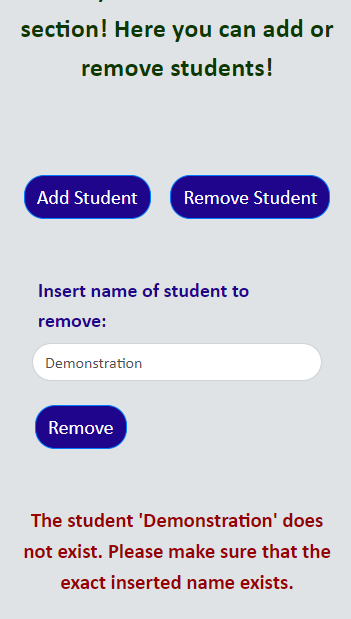 section! Here you can add or
remove students!
Add Student
Remove Student
Insert name of student to
remove:
Demonstration
Remove
The student 'Demonstration' does
not exist. Please make sure that the
exact inserted name exists.